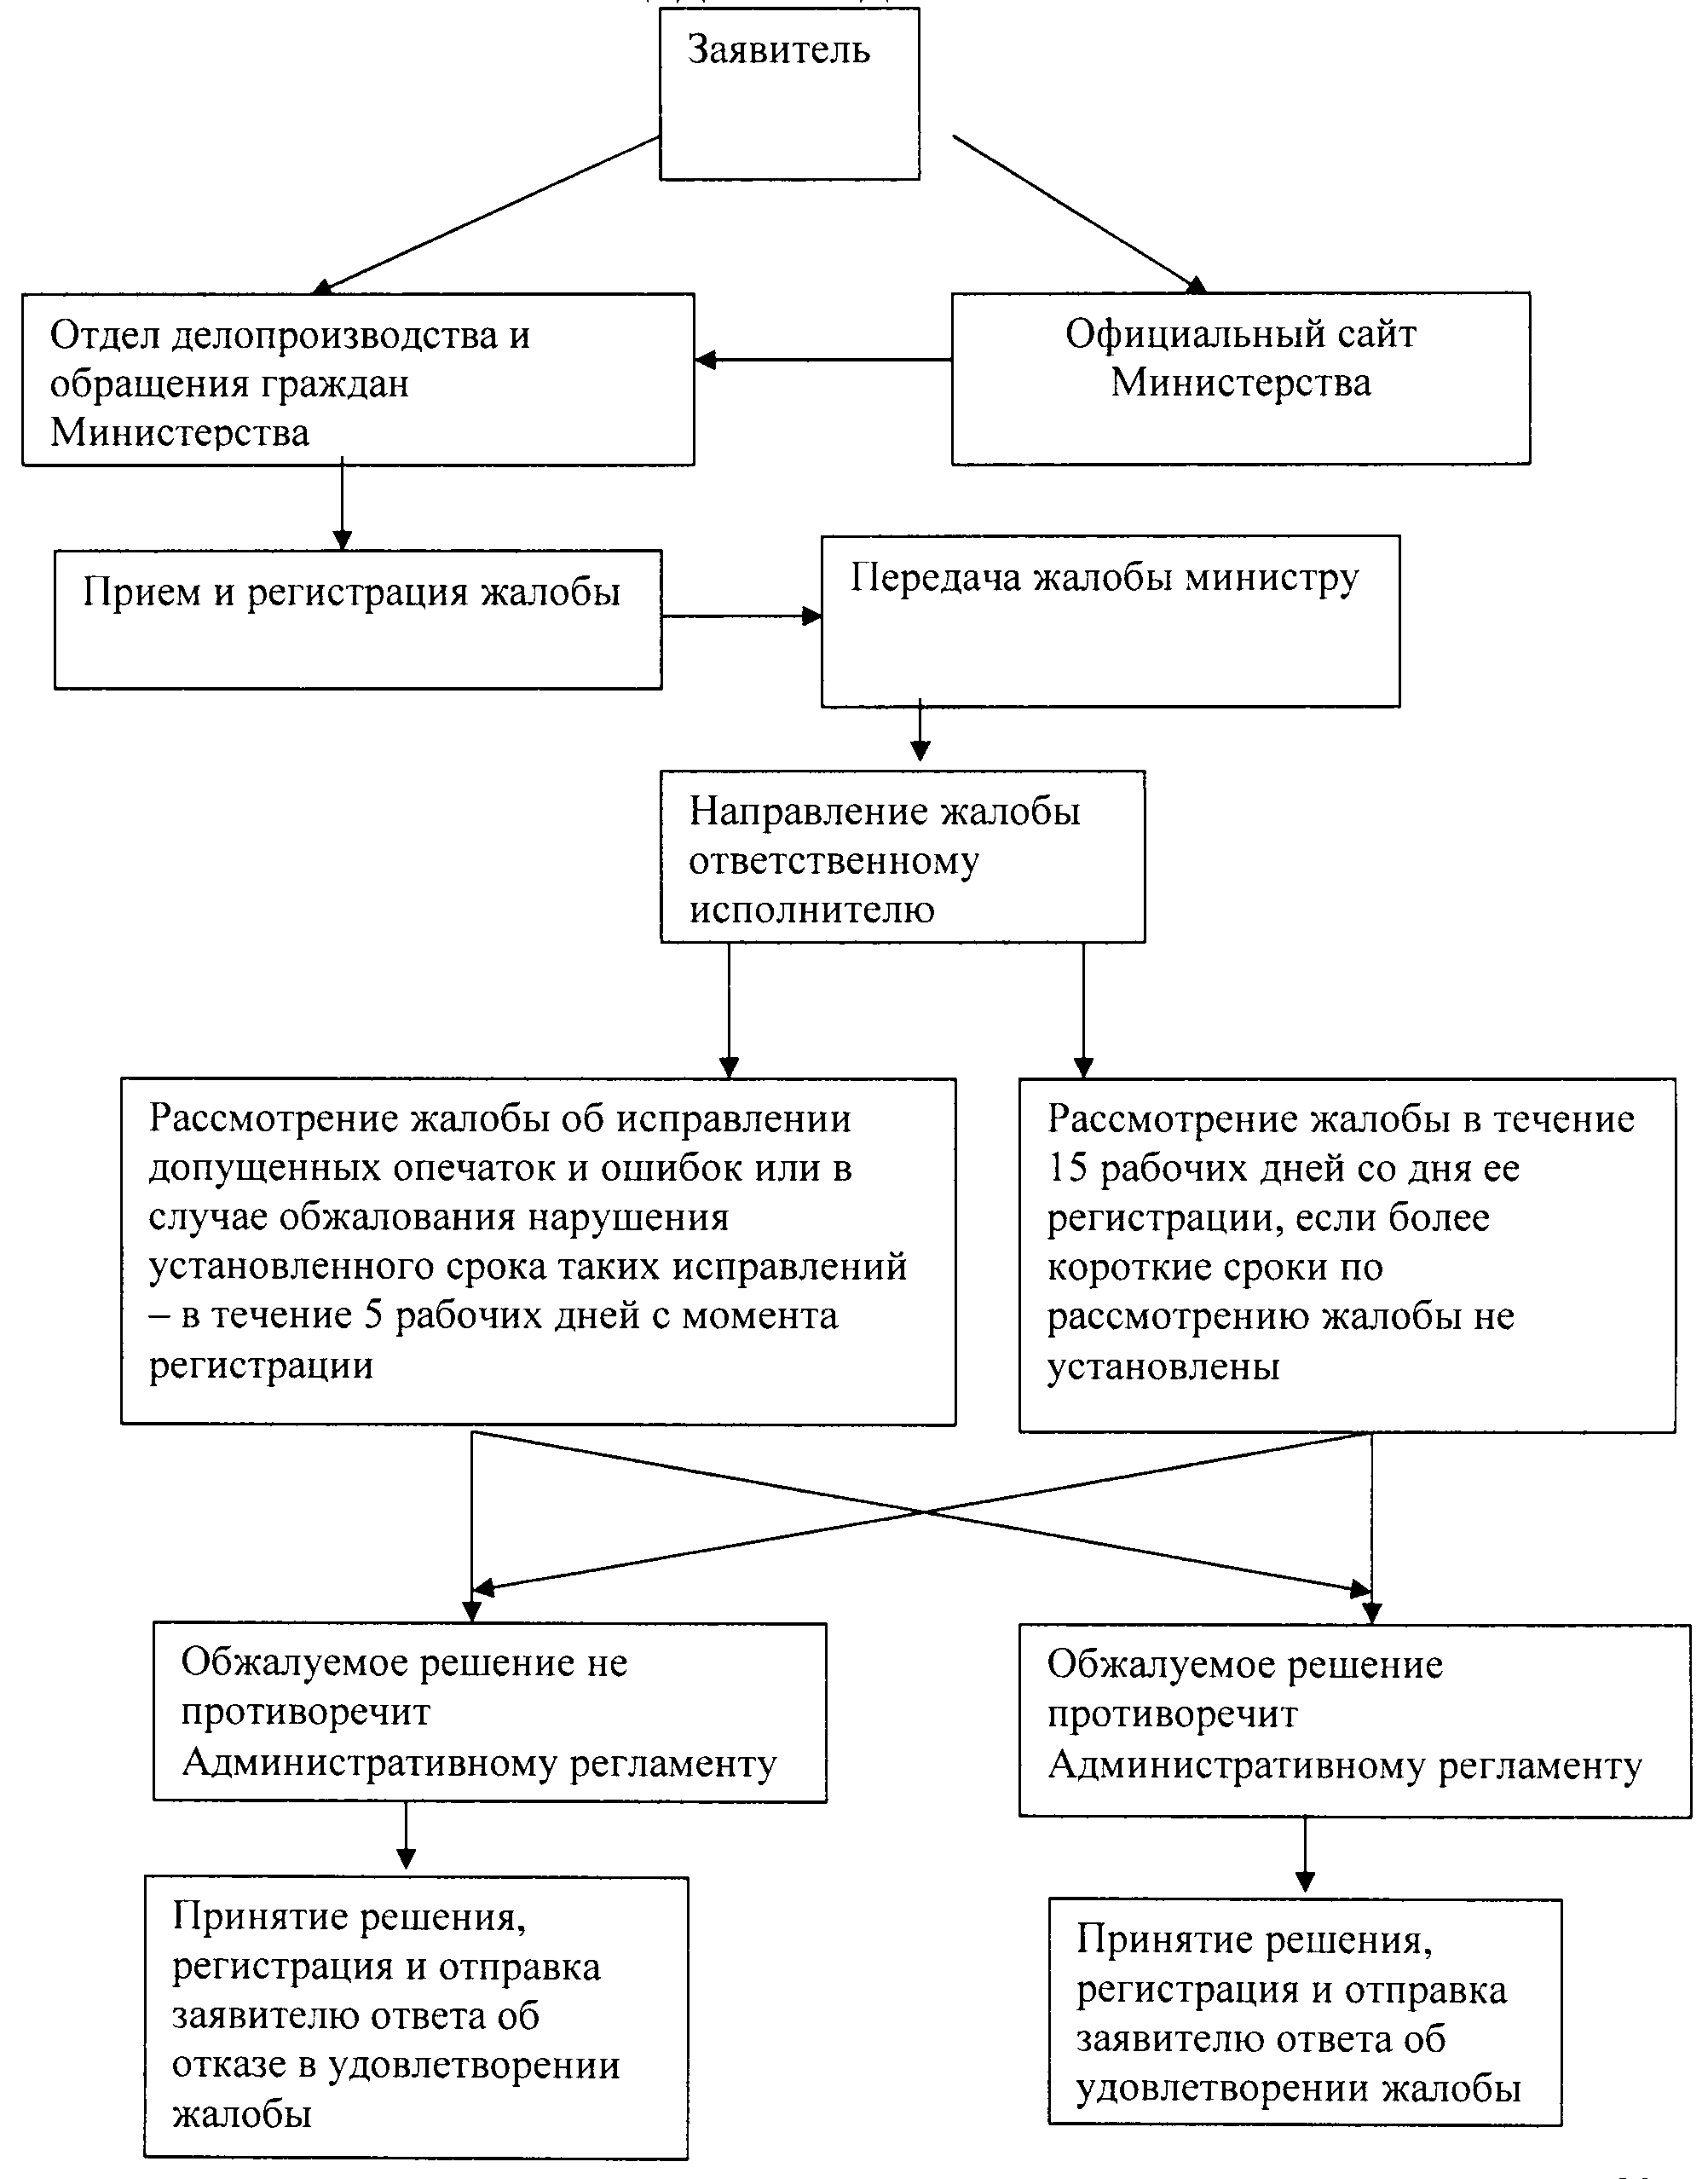 Заявитель
Отдел делопроизводства и
обращения граждан
Министерства
Официальный сайт
Министерства
Прием и регистрация жалобы
Передача жалобы министру
Направление жалобы
ответственному
исполнителю
Рассмотрение жалобы об исправлении
допущенных опечаток и ошибок или в
случае обжалования нарушения
установленного срока таких исправлений
– в течение 5 рабочих дней с момента
регистрации
Рассмотрение жалобы в течение
15 рабочих дней со дня ее
регистрации, если более
короткие сроки по
рассмотрению жалобы не
установлены
Обжалуемое решение не
противоречит
Административному регламенту
Обжалуемое решение
противоречит
Административному регламенту
Принятие решения,
регистрация и отправка
заявителю ответа об
отказе в удовлетворении
жалобы
Принятие решения,
регистрация и отправка
заявителю ответа об
удовлетворении жалобы